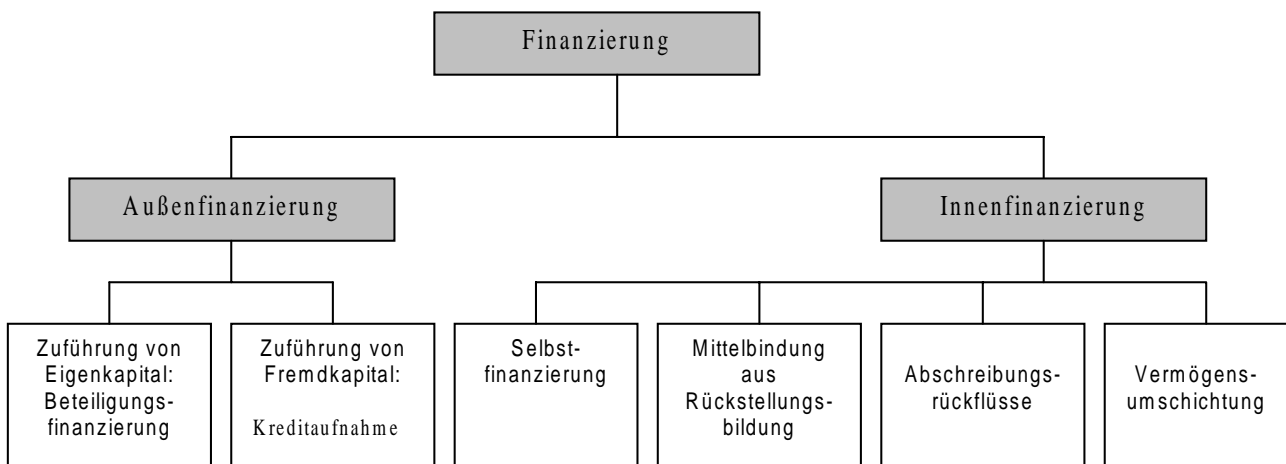 Finanzierung
Außenfinanzierung
Innenfinanzierung
Zuführung von
Eigenkapital:
Beteiligungs-
finanzierung
Zuführung von
Fremdkapital:
Kreditaufnahme
Selbst-
finanzierung
Mittelbindung
aus
Rückstellungs-
bildung
Abschreibungs-
rückflüsse
Vermögens-
umschichtung